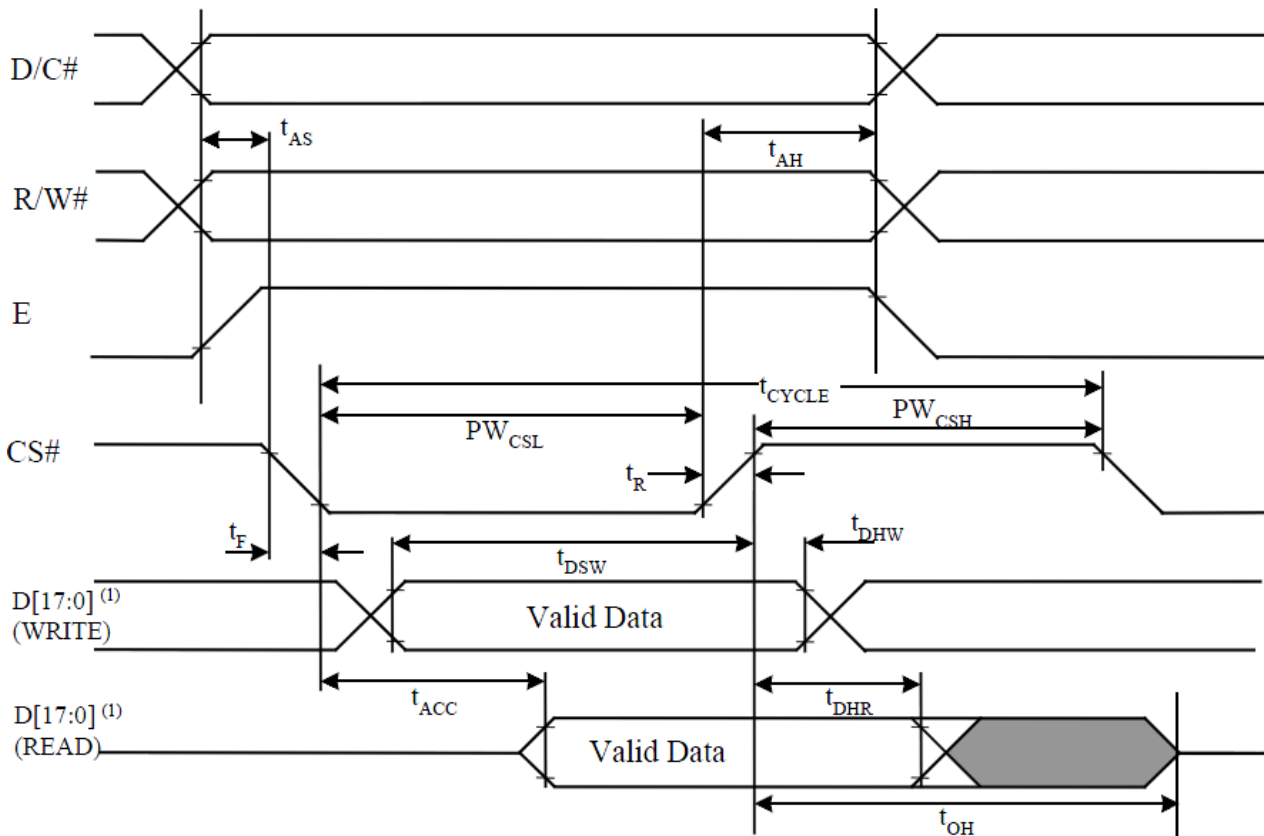 D/C#
tAS
tAH
R/W#
E
tCYCLE
PWCSL
PWCSH
CS#
tR
tF
tDSW
tDHW
D[17:0] (1)
(WRITE)
Valid Data
tACC
tDHR
D[17:0] (1)
(READ)
Valid Data
tOH